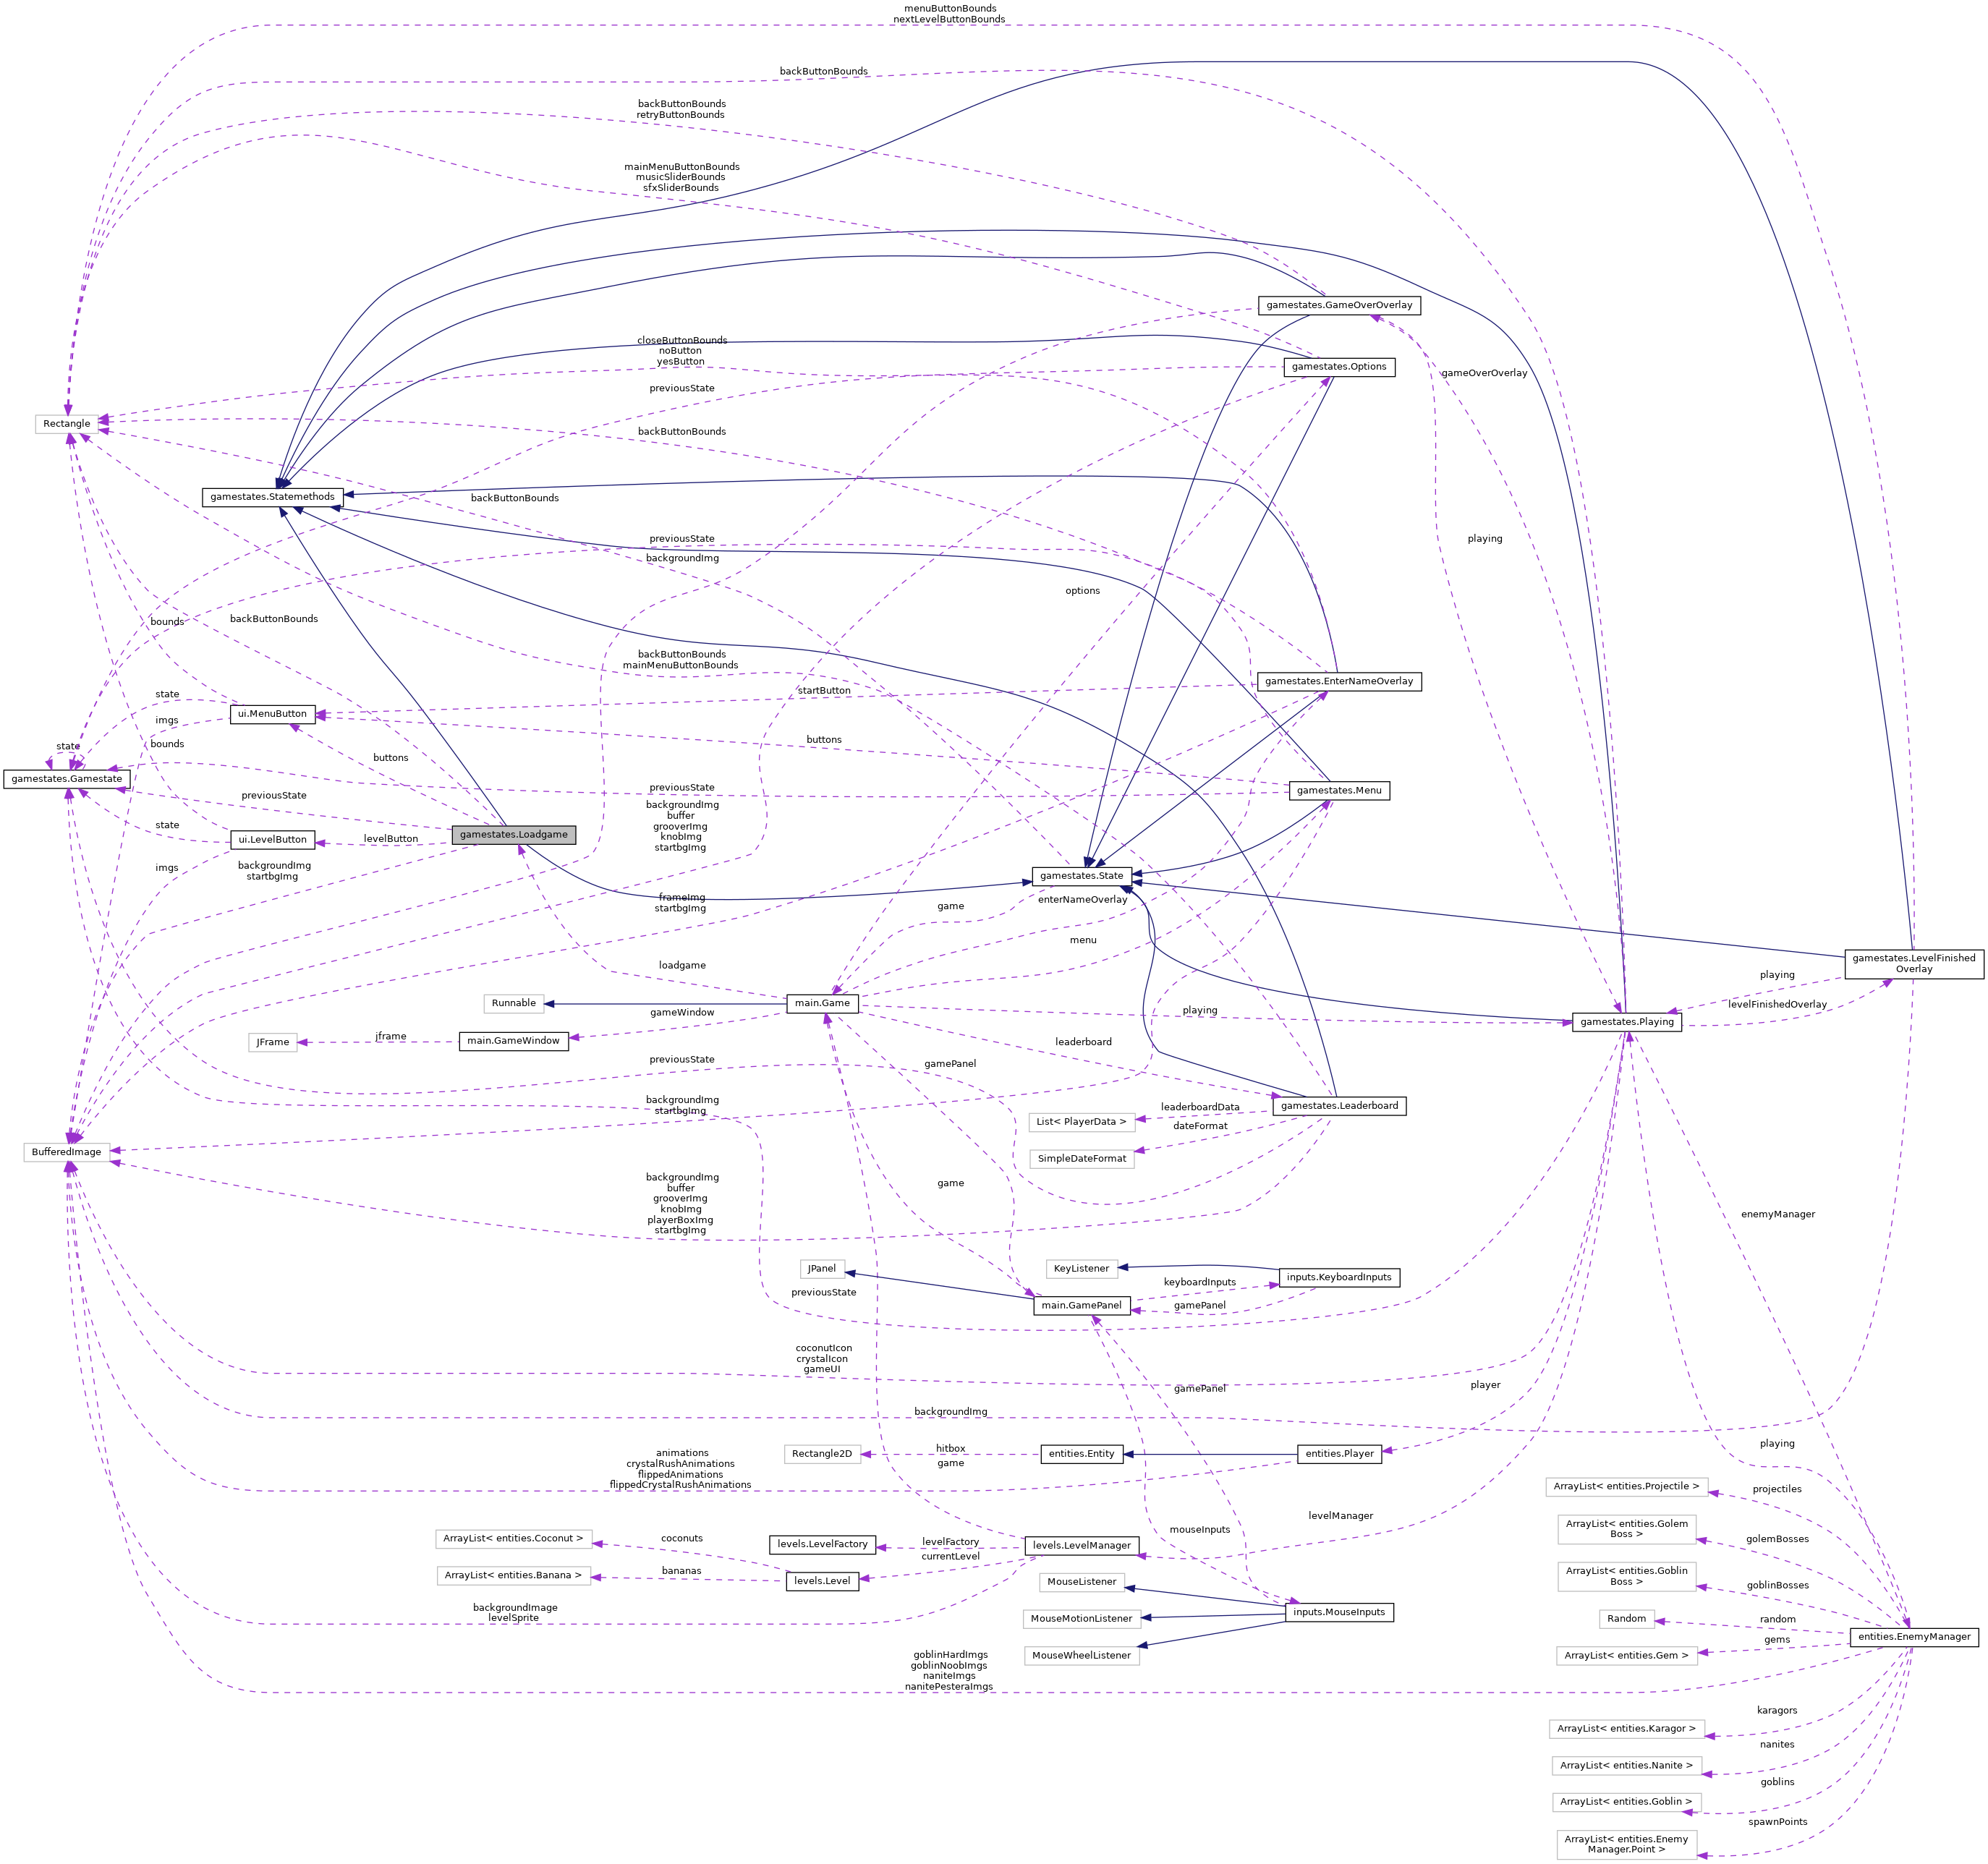 menuButtonBounds
nextLevelButtonBounds
backButtonBounds
backButtonBounds
retryButtonBounds
mainMenuButtonBounds
musicSliderBounds
sfxSliderBounds
gamestates.GameOverOverlay
closeButtonBounds
noButton
yesButton
gamestates.Options
gameOverOverlay
previousState
Rectangle
backButtonBounds
gamestates.Statemethods
backButtonBounds
previousState
playing
backgroundImg
options
bounds
backButtonBounds
backButtonBounds
mainMenuButtonBounds
gamestates.EnterNameOverlay
state
startButton
ui.MenuButton
imgs
state
bounds
buttons
buttons
gamestates.Gamestate
previousState
previousState
gamestates.Menu
backgroundImg
buffer
grooverImg
knobImg
startbgImg
state
gamestates.Loadgame
ui.LevelButton
levelButton
imgs
backgroundImg
startbgImg
gamestates.State
frameImg
startbgImg
game
enterNameOverlay
menu
gamestates.LevelFinished
Overlay
loadgame
playing
Runnable
main.Game
levelFinishedOverlay
gameWindow
playing
gamestates.Playing
JFrame
jframe
main.GameWindow
leaderboard
previousState
gamePanel
backgroundImg
startbgImg
gamestates.Leaderboard
leaderboardData
List< PlayerData >
dateFormat
BufferedImage
SimpleDateFormat
backgroundImg
buffer
grooverImg
knobImg
playerBoxImg
startbgImg
game
enemyManager
JPanel
KeyListener
inputs.KeyboardInputs
keyboardInputs
previousState
main.GamePanel
gamePanel
coconutIcon
crystalIcon
gameUI
gamePanel
player
backgroundImg
animations
crystalRushAnimations
flippedAnimations
flippedCrystalRushAnimations
Rectangle2D
hitbox
game
entities.Entity
entities.Player
playing
ArrayList< entities.Projectile >
projectiles
levelManager
ArrayList< entities.Golem
Boss >
golemBosses
mouseInputs
ArrayList< entities.Coconut >
coconuts
levels.LevelFactory
levelFactory
levels.LevelManager
currentLevel
ArrayList< entities.Banana >
bananas
levels.Level
ArrayList< entities.Goblin
Boss >
goblinBosses
MouseListener
backgroundImage
levelSprite
MouseMotionListener
inputs.MouseInputs
Random
random
entities.EnemyManager
gems
MouseWheelListener
ArrayList< entities.Gem >
goblinHardImgs
goblinNoobImgs
naniteImgs
nanitePesteraImgs
karagors
ArrayList< entities.Karagor >
nanites
ArrayList< entities.Nanite >
goblins
ArrayList< entities.Goblin >
spawnPoints
ArrayList< entities.Enemy
Manager.Point >